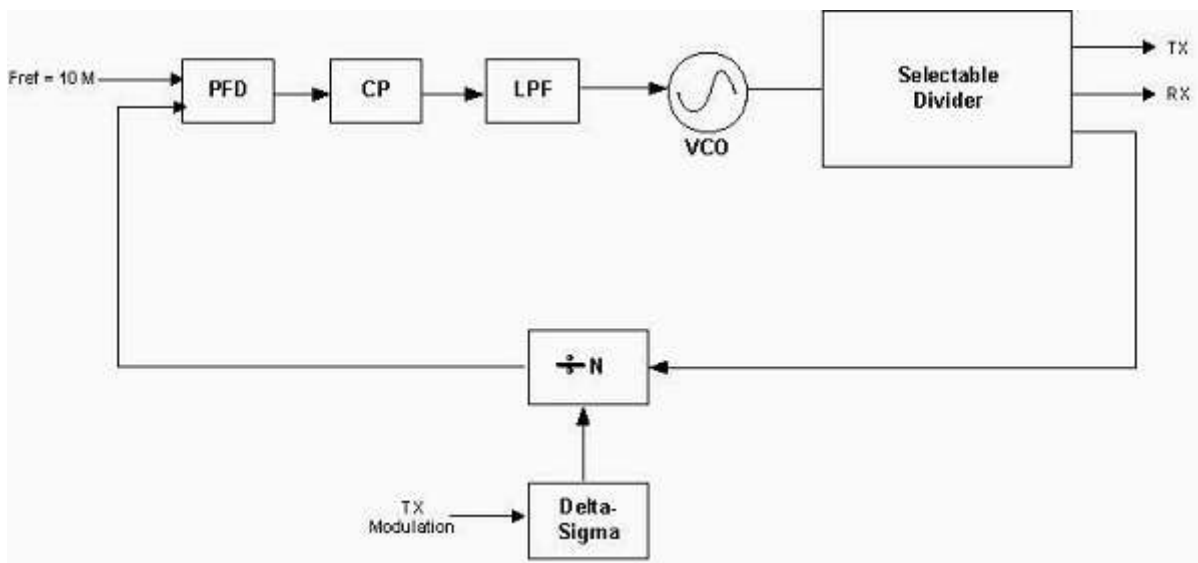 Fref = 10 M
PFD
CP
LPF
VCO
Selectable
Divider
TX
RX
÷ N
TX
Modulation
Delta-
Sigma